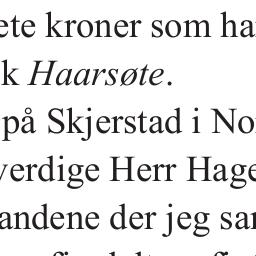 ete kroner som ha
k Haarsøte.
på Skjerstad i No
verdige Herr Hage
andene der jeg sa